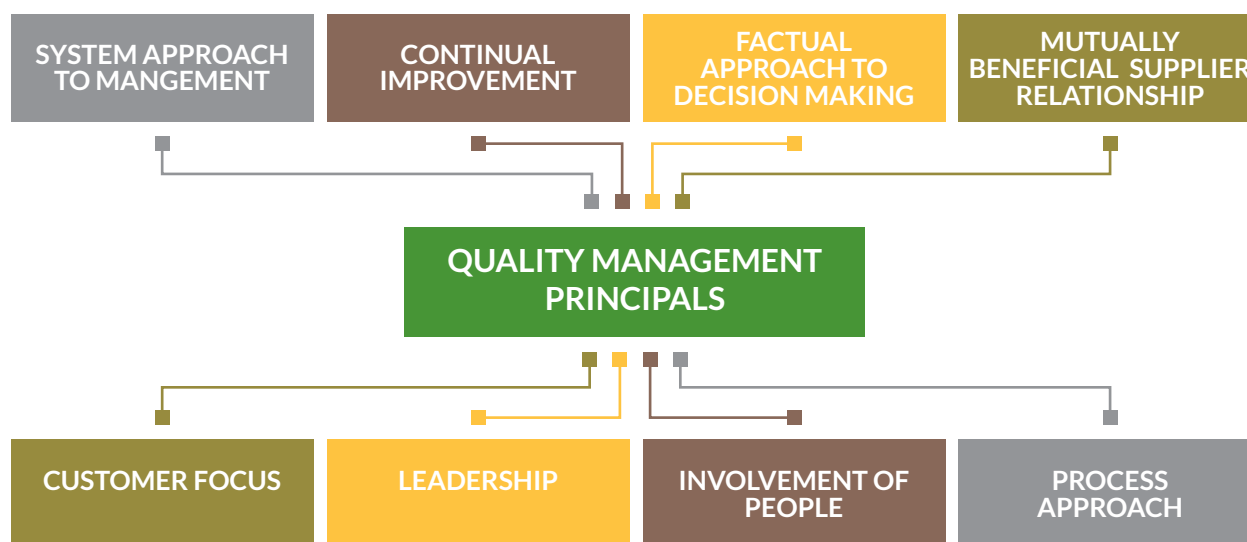 SYSTEM APPROACH
TO MANGEMENT
CONTINUAL
IMPROVEMENT
FACTUAL
APPROACH TO
DECISION MAKING
MUTUALLY
BENEFICIAL SUPPLIER
RELATIONSHIP
QUALITY MANAGEMENT
PRINCIPALS
CUSTOMER FOCUS
LEADERSHIP
INVOLVEMENT OF
PEOPLE
PROCESS
APPROACH